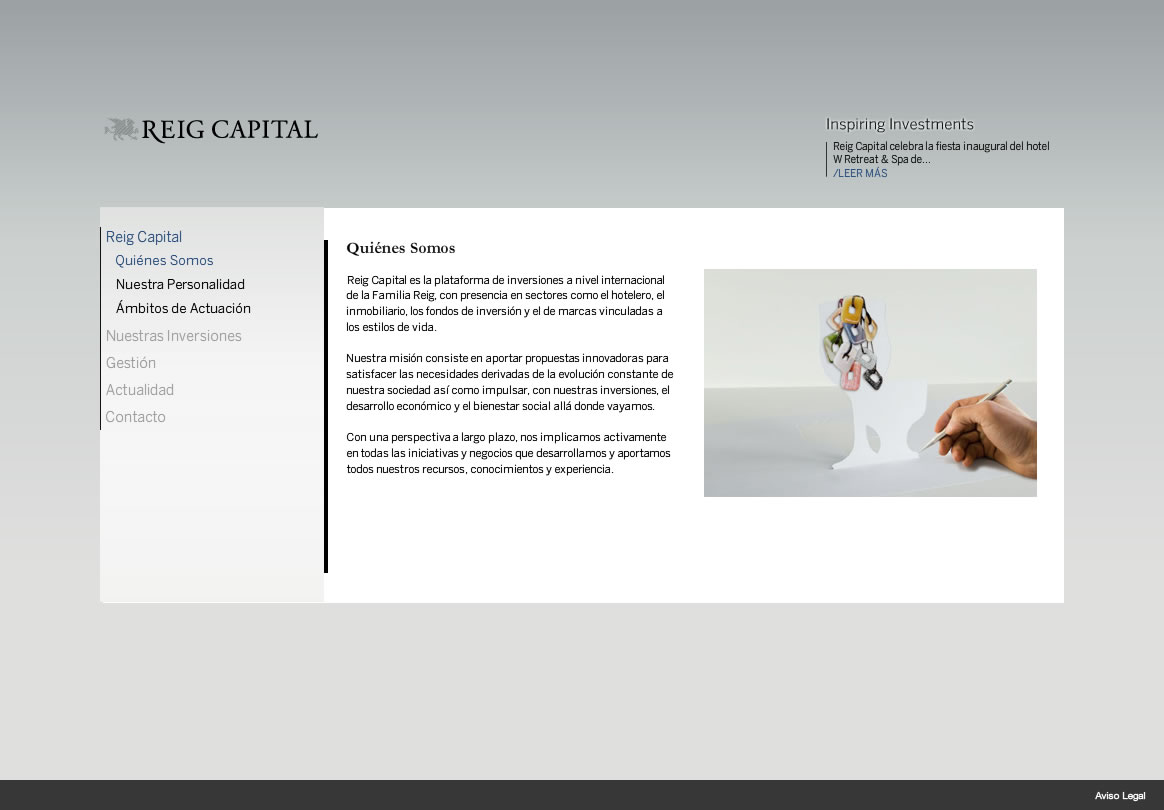 REIG CAPITAL
Inspiring Investments
Reig Capital celebra la fiesta inaugural del hotel
W Retreat & Spa de...
/LEER MÁS
Reig Capital
Quiénes Somos
Nuestra Personalidad
Ámbitos de Actuación
Nuestras Inversiones
Gestión
Actualidad
Contacto
Quiénes Somos
Reig Capital es la plataforma de inversiones a nivel internacional
de la Familia Reig, con presencia en sectores como el hotelero, el
inmobiliario, los fondos de inversión y el de marcas vinculadas a
los estilos de vida.
Nuestra misión consiste en aportar propuestas innovadoras para
satisfacer las necesidades derivadas de la evolución constante de
nuestra sociedad así como impulsar, con nuestras inversiones, el
desarrollo económico y el bienestar social allá donde vayamos.
Con una perspectiva a largo plazo, nos implicamos activamente
en todas las iniciativas y negocios que desarrollamos y aportamos
todos nuestros recursos, conocimientos y experiencia.
Aviso Legal